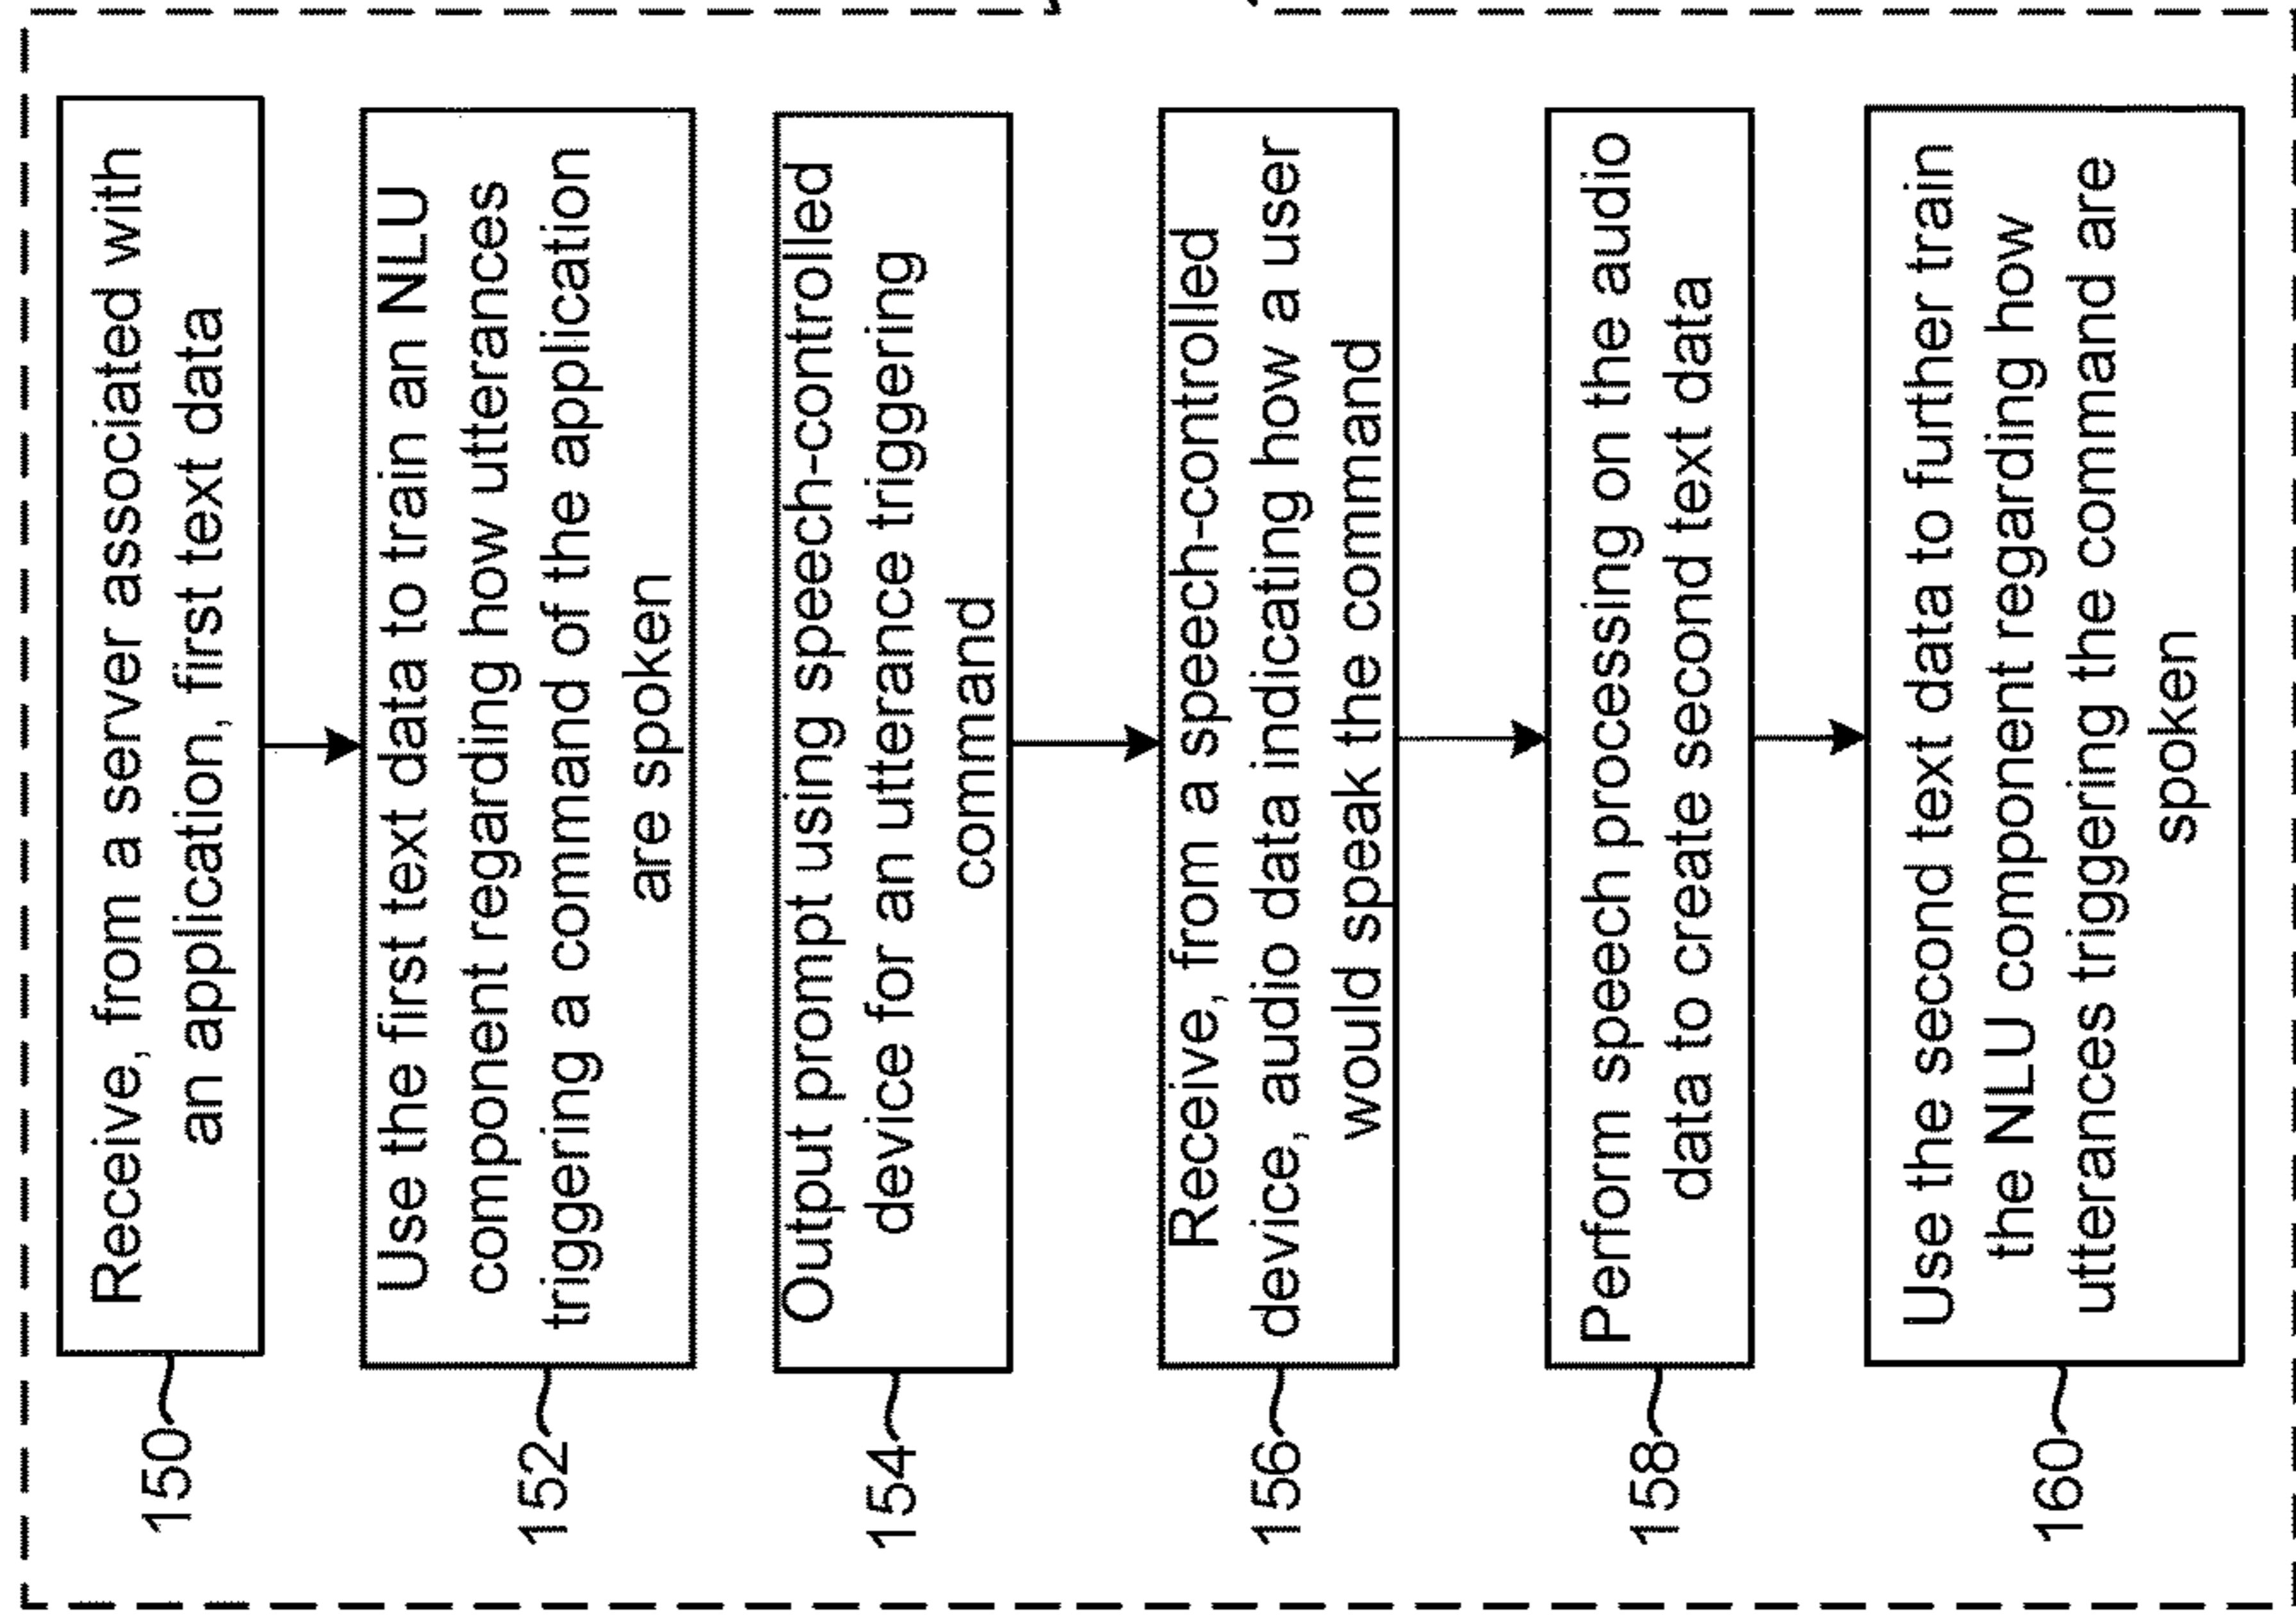 150
Receive, from a server associated with
an application, first text data
152
Use the first text data to train an NLU
component regarding how utterances
triggering a command of the application
are spoken
154
Output prompt using speech-controlled
device for an utterance triggering
command
156
Receive, from a speech-controlled
device, audio data indicating how a user
would speak the command
158
Perform speech processing on the audio
data to create second text data
160
Use the second text data to further train
the NLU component regarding how
utterances triggering the command are
spoken